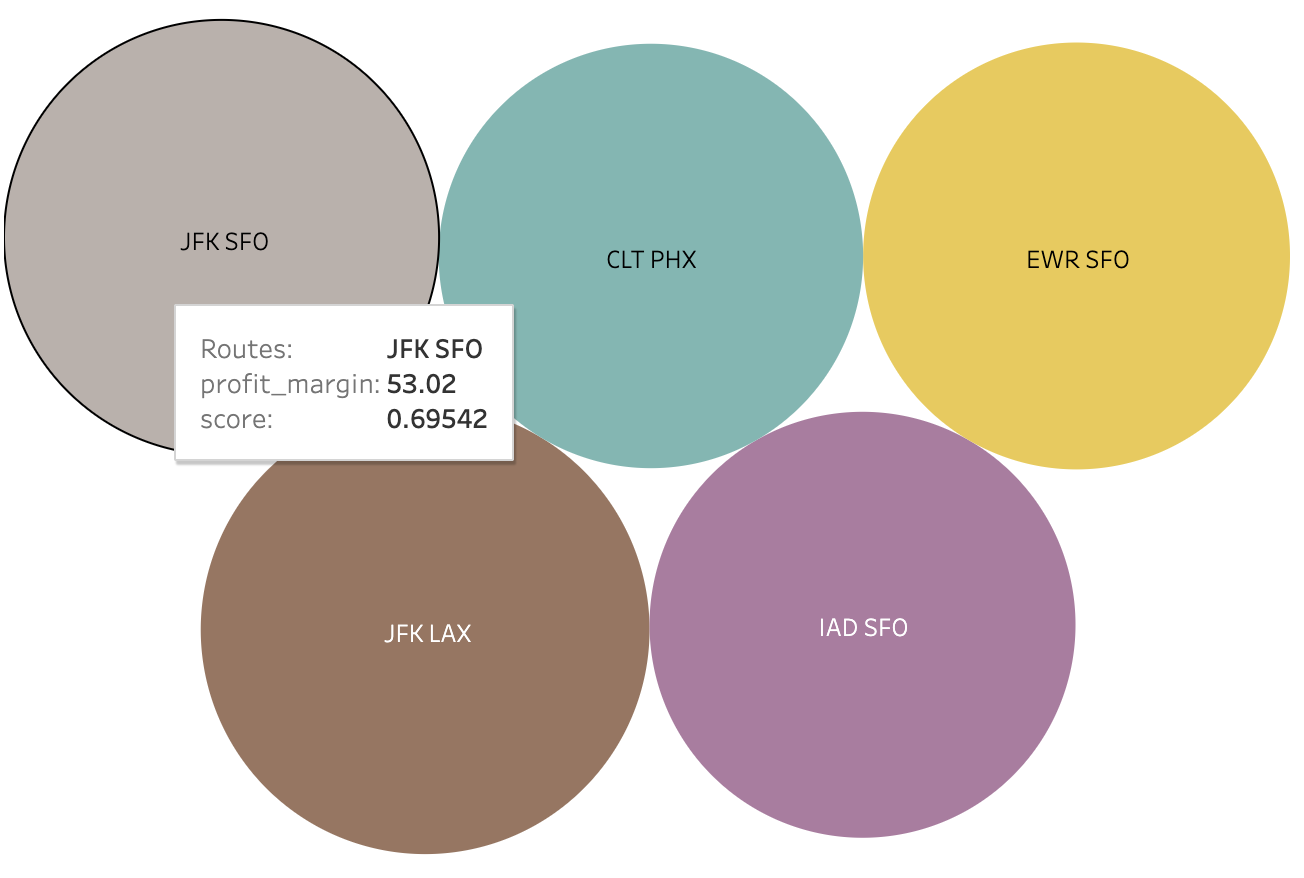 JFK SFO
CLT PHX
EWR SFO
Routes: JFK SFO
profit_margin: 53.02
score: 0.69542
JFK LAX
IAD SFO